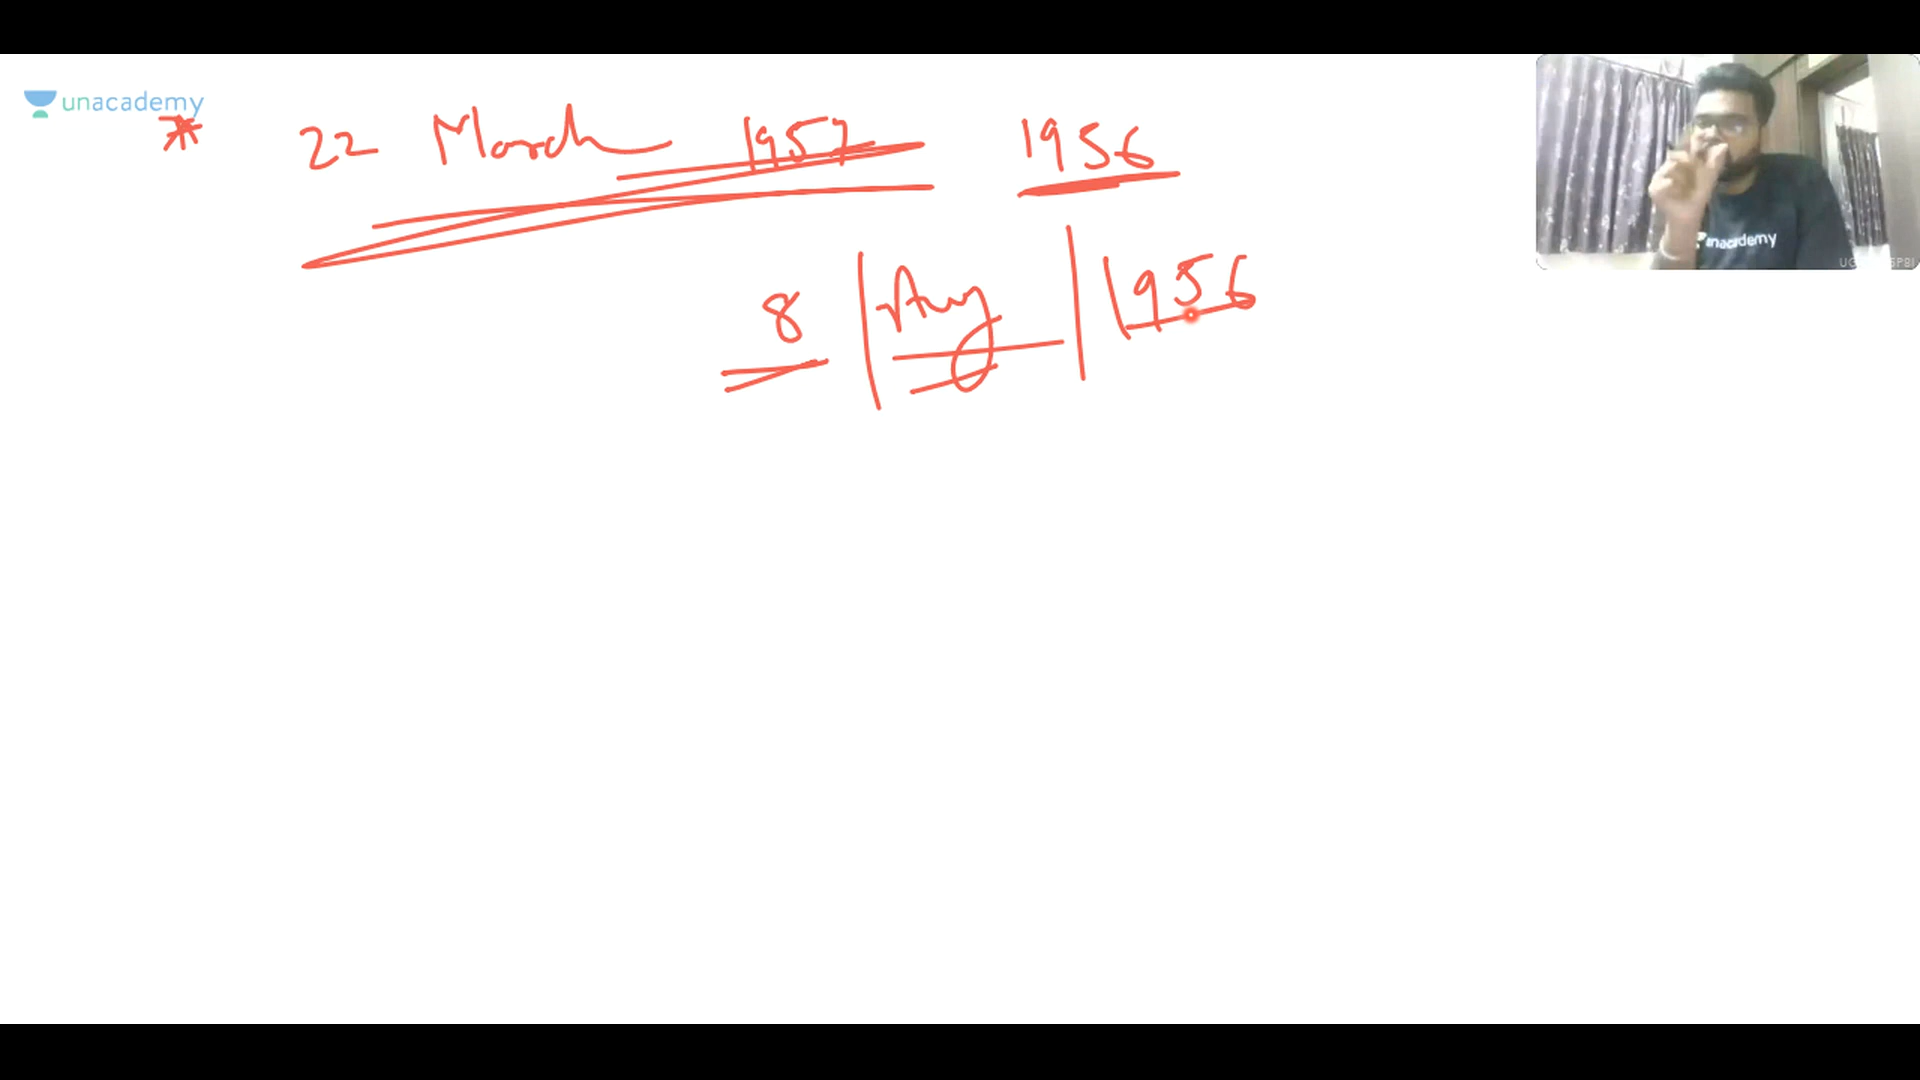 unacademy
* 22 March 1957 1956
8 | Aug | 1956
unacademy